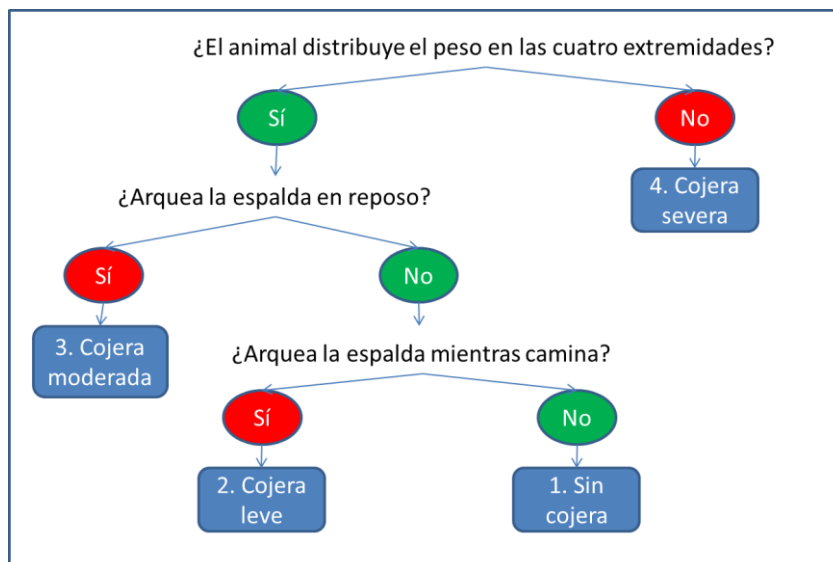 ¿El animal distribuye el peso en las cuatro extremidades?
Sí
No
¿Arquea la espalda en reposo?
4. Cojera
severa
Sí
No
3. Cojera
moderada
¿Arquea la espalda mientras camina?
Sí
No
2. Cojera
leve
1. Sin
cojera